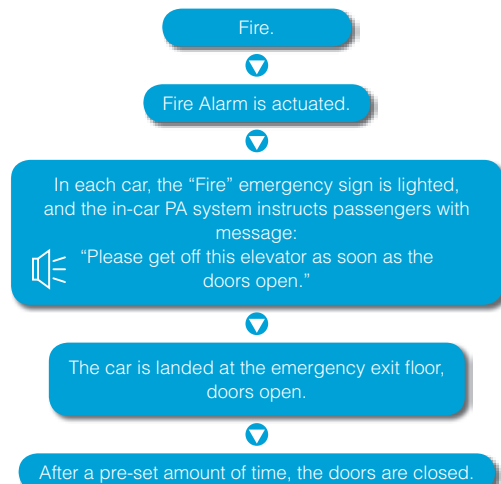 Fire.
Fire Alarm is actuated.
In each car, the “Fire” emergency sign is lighted,
and the in-car PA system instructs passengers with
message:
“Please get off this elevator as soon as the
doors open.”
The car is landed at the emergency exit floor,
doors open.
After a pre-set amount of time, the doors are closed.